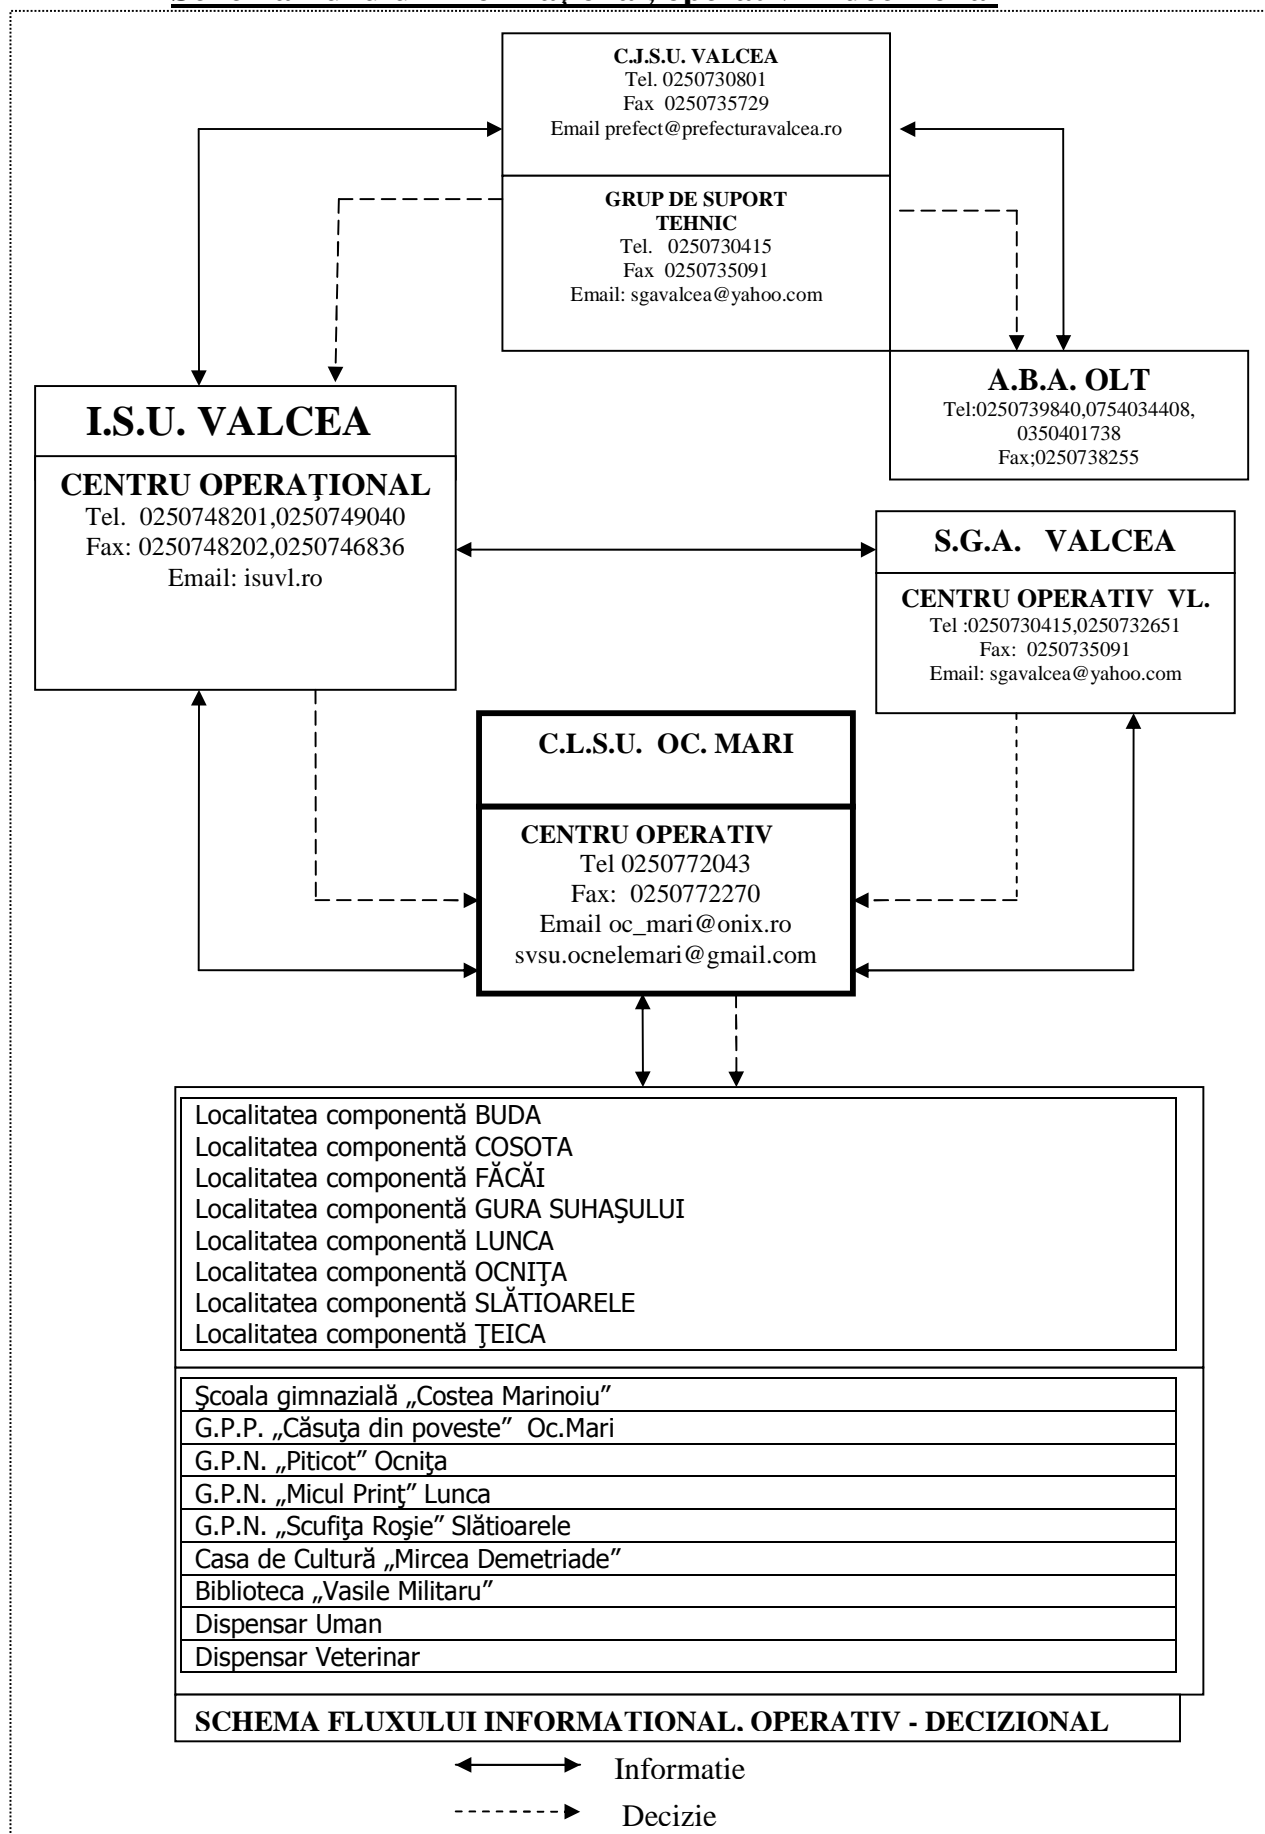 C.J.S.U. VALCEA
Tel. 0250730801
Fax 0250735729
Email prefect@prefecturavalcea.ro
GRUP DE SUPORT
TEHNIC
Tel. 0250730415
Fax 0250735091
Email: sgavalcea@yahoo.com
A.B.A. OLT
Tel:0250739840,0754034408,
0350401738
Fax;0250738255
I.S.U. VALCEA
CENTRU OPERAŢIONAL
Tel. 0250748201,0250749040
Fax: 0250748202,0250746836
Email: isuvl.ro
S.G.A. VALCEA
CENTRU OPERATIV VL.
Tel :0250730415,0250732651
Fax: 0250735091
Email: sgavalcea@yahoo.com
C.L.S.U. OC. MARI
CENTRU OPERATIV
Tel 0250772043
Fax: 0250772270
Email oc_mari@onix.ro
svsu.ocnelemari@gmail.com
Localitatea componentă BUDA
Localitatea componentă COSOTA
Localitatea componentă FĂCĂI
Localitatea componentă GURA SUHAŞULUI
Localitatea componentă LUNCA
Localitatea componentă OCNIŢA
Localitatea componentă SLĂTIOARELE
Localitatea componentă ŢEICA
Şcoala gimnazială „Costea Marinoiu”
G.P.P. „Căsuţa din poveste” Oc.Mari
G.P.N. „Piticot” Ocniţa
G.P.N. „Micul Prinţ” Lunca
G.P.N. „Scufiţa Roşie” Slătioarele
Casa de Cultură „Mircea Demetriade”
Biblioteca „Vasile Militaru”
Dispensar Uman
Dispensar Veterinar
SCHEMA FLUXULUI INFORMATIONAL, OPERATIV - DECIZIONAL
Informatie
Decizie